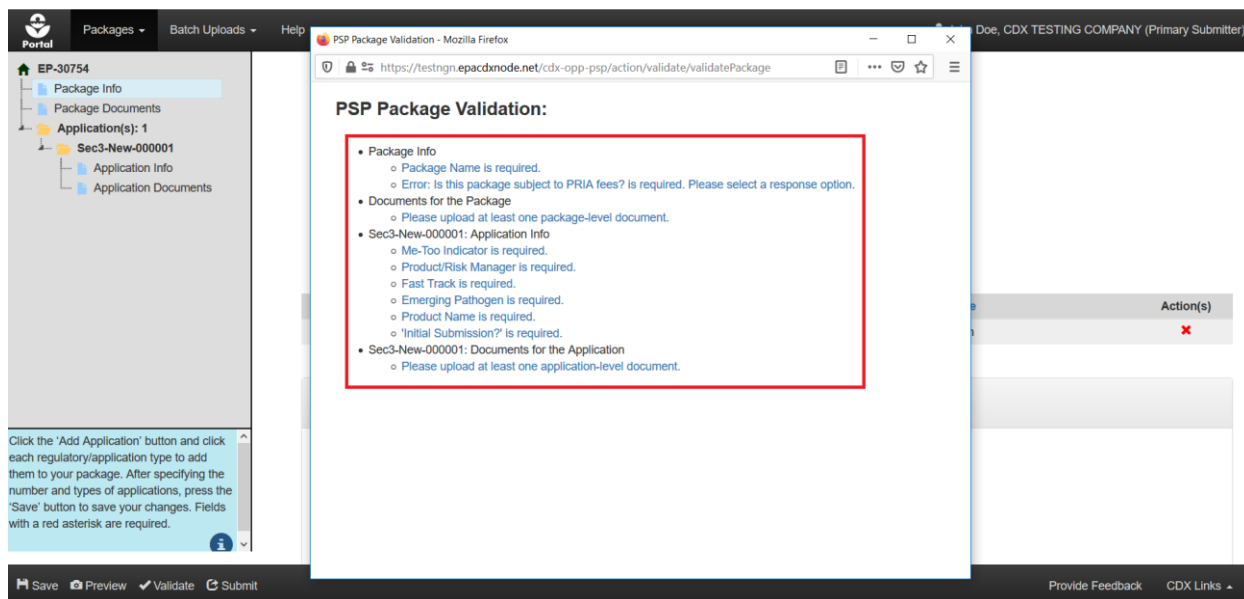 Portal
Packages
Batch Uploads
Help
Doe, CDX TESTING COMPANY (Primary Submitter)
EP-30754
Package Info
Package Documents
Application(s): 1
Sec3-New-000001
Application Info
Application Documents
Click the 'Add Application' button and click
each regulatory/application type to add
them to your package. After specifying the
number and types of applications, press the
'Save' button to save your changes. Fields
with a red asterisk are required.
PSP Package Validation - Mozilla Firefox
https://testngn.epacdxnode.net/cdx-opp-psp/action/validate/validatePackage
PSP Package Validation:
• Package Info
Package Name is required.
Error: Is this package subject to PRIA fees? is required. Please select a response option.
• Documents for the Package
Please upload at least one package-level document.
• Sec3-New-000001: Application Info
Me-Too Indicator is required.
Product/Risk Manager is required.
Fast Track is required.
Emerging Pathogen is required.
Product Name is required.
'Initial Submission?' is required.
• Sec3-New-000001: Documents for the Application
Please upload at least one application-level document.
Action(s)
Save Preview Validate Submit
Provide Feedback CDX Links